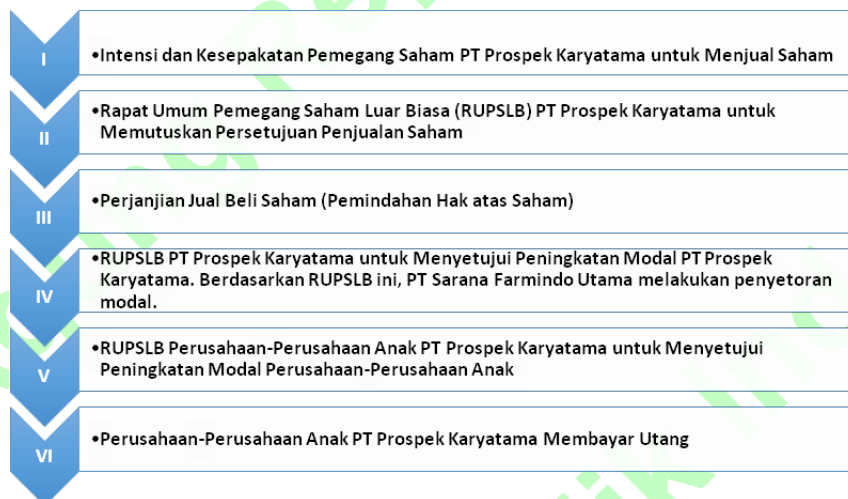 I
•Intensi dan Kesepakatan Pemegang Saham PT Prospek Karyatama untuk Menjual Saham
II
•Rapat Umum Pemegang Saham Luar Biasa (RUPSLB) PT Prospek Karyatama untuk
Memutuskan Persetujuan Penjualan Saham
III
•Perjanjian Jual Beli Saham (Pemindahan Hak atas Saham)
IV
•RUPSLB PT Prospek Karyatama untuk Menyetujui Peningkatan Modal PT Prospek
Karyatama. Berdasarkan RUPSLB ini, PT Sarana Farmindo Utama melakukan penyetoran
modal.
V
•RUPSLB Perusahaan-Perusahaan Anak PT Prospek Karyatama untuk Menyetujui
Peningkatan Modal Perusahaan-Perusahaan Anak
VI
•Perusahaan-Perusahaan Anak PT Prospek Karyatama Membayar Utang